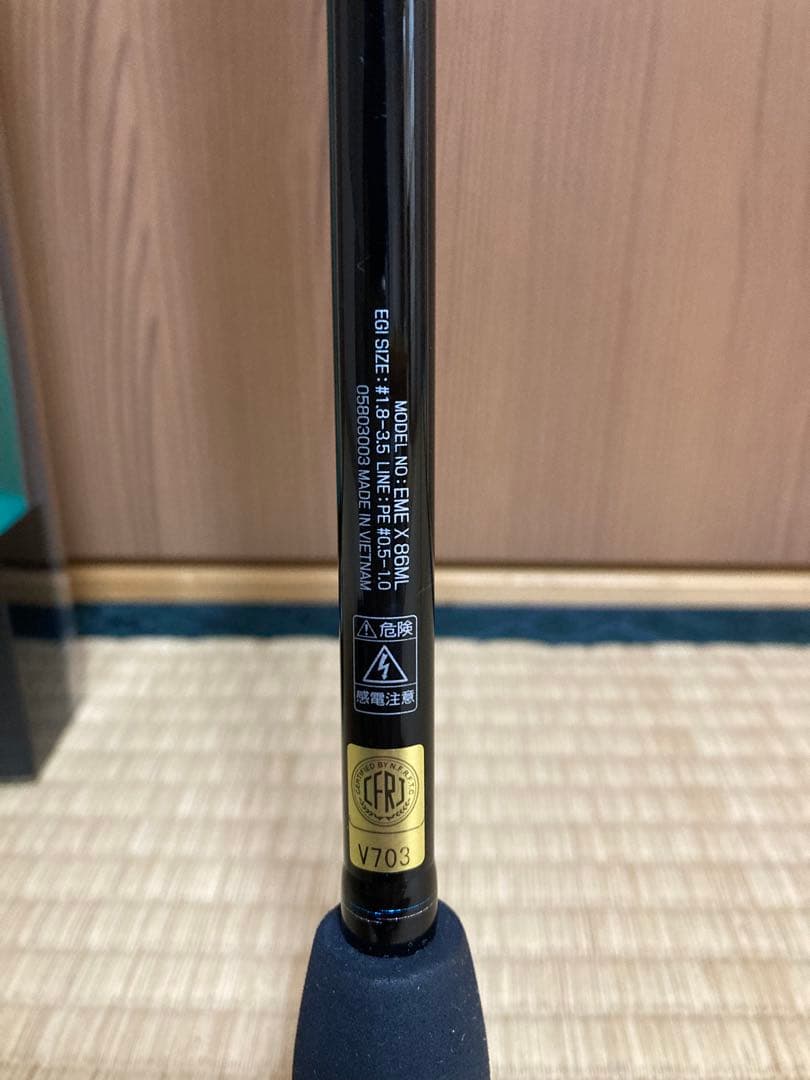 MODEL NO : EME X 86ML
EGI SIZE : #1.8-3.5 LINE : PE #0.5-1.0
05803003 MADE IN VIETNAM
⚠危険
感電注意
CERTIFIED BY N.F.R.F.T.C.
CFRJ
V703